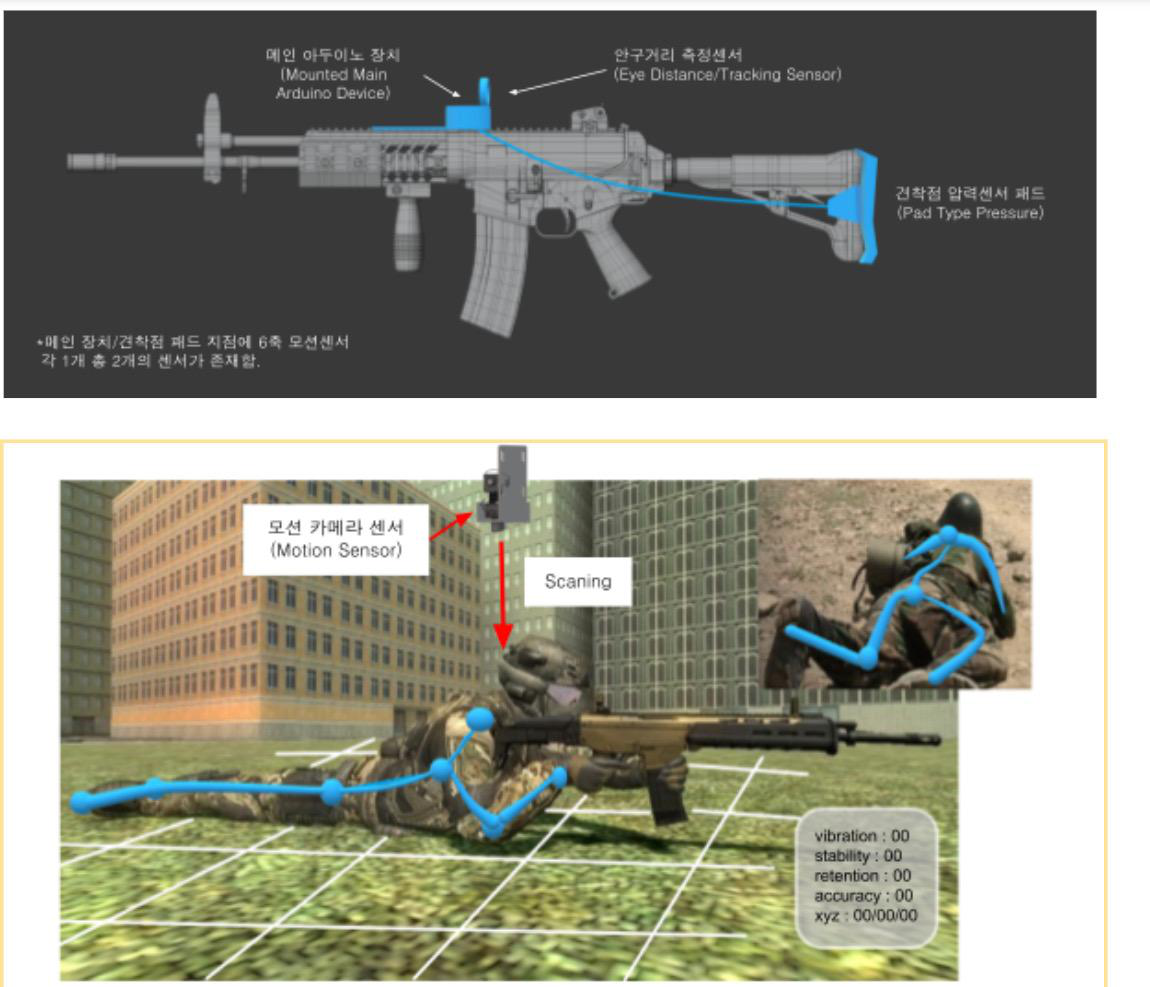 메인 아두이노 장치
(Mounted Main
Arduino Device)
안구거리 측정센서
(Eye Distance/Tracking Sensor)
견착점 압력센서 패드
(Pad Type Pressure)
*메인 장치/견착점 패드 지점에 6축 모션센서
각 1개 총 2개의 센서가 존재함.
모션 카메라 센서
(Motion Sensor)
Scaning
vibration : 00
stability : 00
retention : 00
accuracy : 00
xyz : 00/00/00